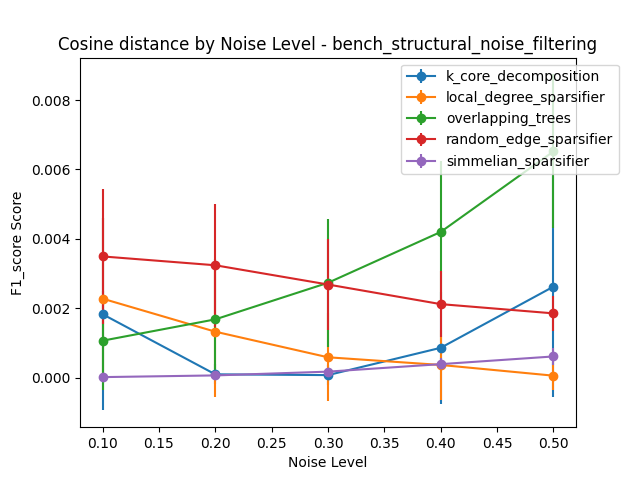 Cosine distance by Noise Level - bench_structural_noise_filtering
k_core_decomposition
local_degree_sparsifier
overlapping_trees
random_edge_sparsifier
simmelian_sparsifier
F1_score Score
0.008
0.006
0.004
0.002
0.000
0.10 0.15 0.20 0.25 0.30 0.35 0.40 0.45 0.50
Noise Level